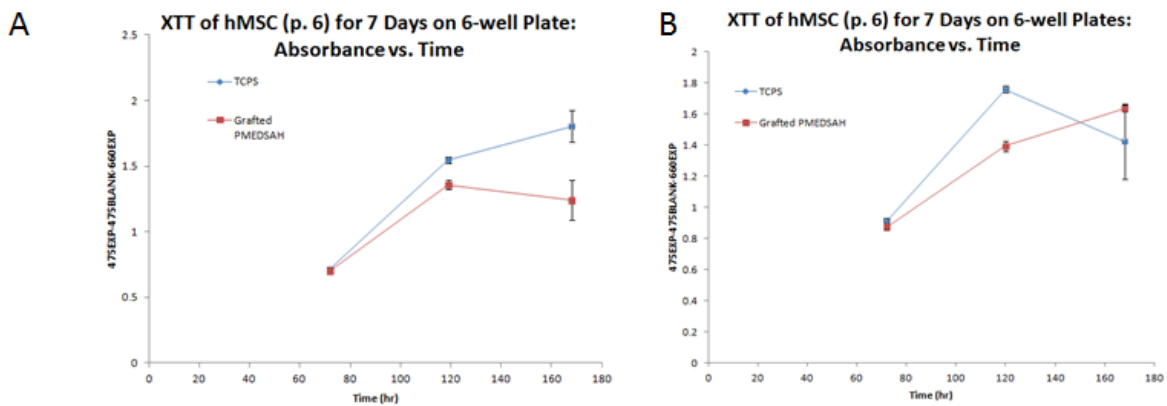 A
XTT of hMSC (p. 6) for 7 Days on 6-well Plate:
Absorbance vs. Time
2.5
2
1.5
1
0.5
0
475EXP-475BLANK-660EXP
TCPS
Grafted
PMEDSAH
0 20 40 60 80 100 120 140 160 180
Time (hr)
B
XTT of hMSC (p. 6) for 7 Days on 6-well Plates:
Absorbance vs. Time
2
1.8
1.6
1.4
1.2
1
0.8
0.6
0.4
0.2
0
475EXP-475BLANK-660EXP
TCPS
Grafted PMEDSAH
0 20 40 60 80 100 120 140 160 180
Time (hr)